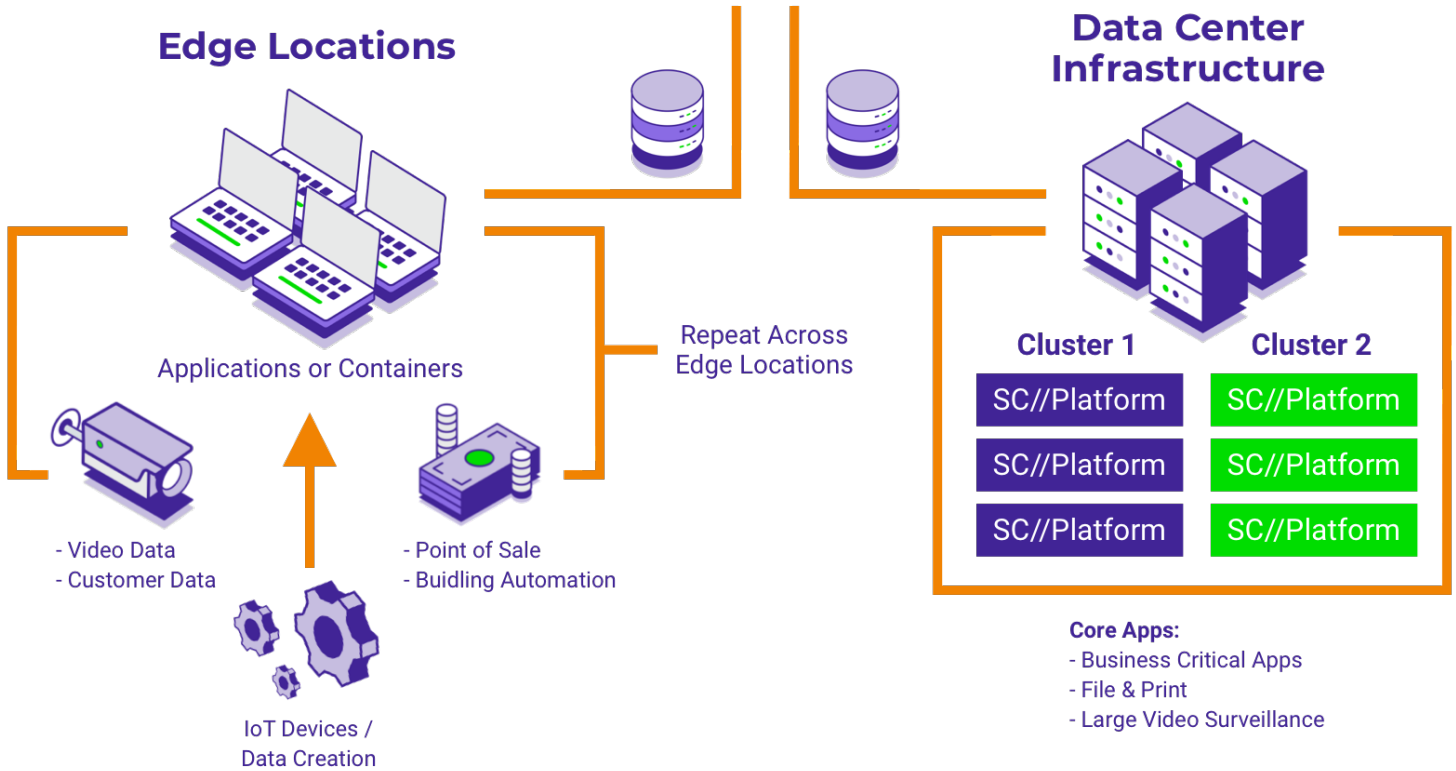 Edge Locations
Data Center
Infrastructure
Applications or Containers
Repeat Across
Edge Locations
- Video Data
- Customer Data
- Point of Sale
- Buidling Automation
IoT Devices /
Data Creation
Cluster 1
Cluster 2
SC//Platform
SC//Platform
SC//Platform
SC//Platform
SC//Platform
SC//Platform
Core Apps:
- Business Critical Apps
- File & Print
- Large Video Surveillance